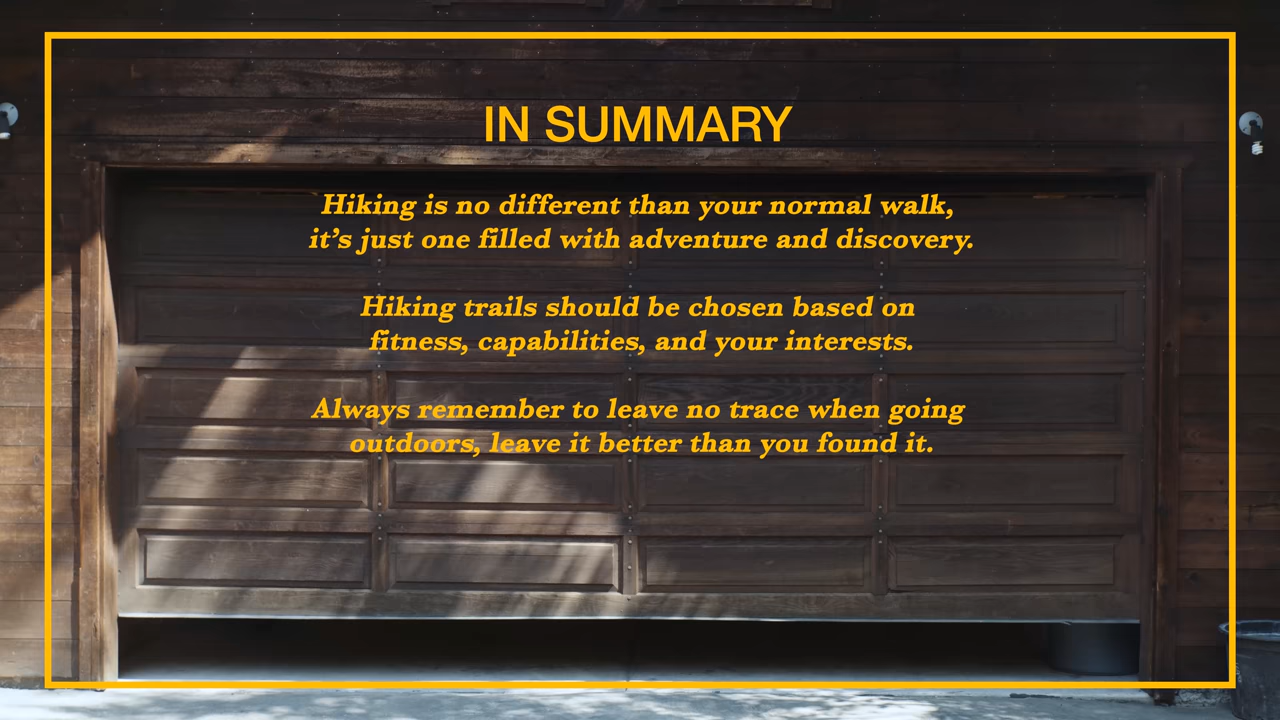 IN SUMMARY
Hiking is no different than your normal walk,
it's just one filled with adventure and discovery.
Hiking trails should be chosen based on
fitness, capabilities, and your interests.
Always remember to leave no trace when going
outdoors, leave it better than you found it.